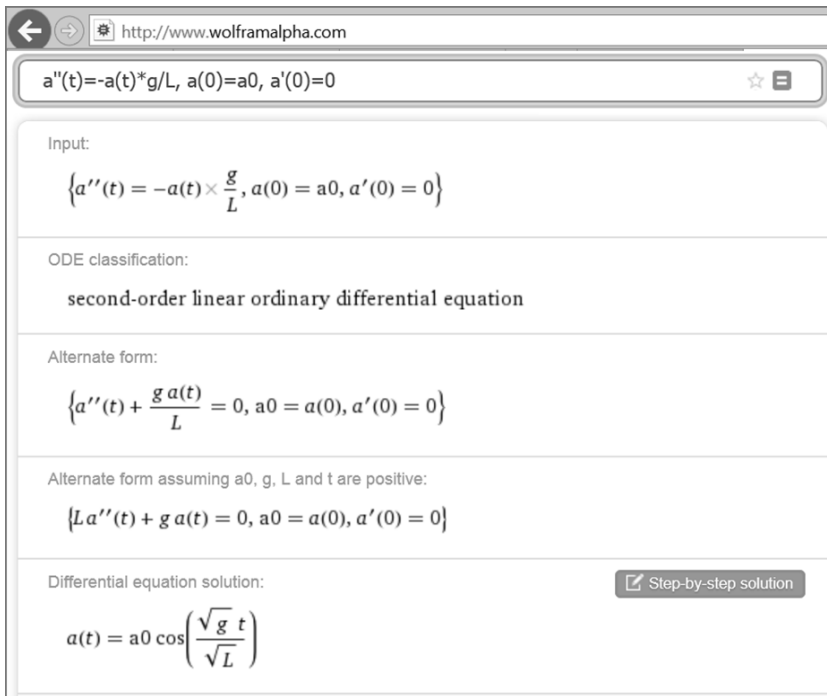 http://www.wolframalpha.com
a"(t)=-a(t)*g/L, a(0)=a0, a'(0)=0
Input:
{a′′(t) = −a(t) × g/L, a(0) = a0, a′(0) = 0}
ODE classification:
second-order linear ordinary differential equation
Alternate form:
{a′′(t) + g a(t)/L = 0, a0 = a(0), a′(0) = 0}
Alternate form assuming a0, g, L and t are positive:
{L a′′(t) + g a(t) = 0, a0 = a(0), a′(0) = 0}
Differential equation solution:
Step-by-step solution
a(t) = a0 cos(√g t/√L)